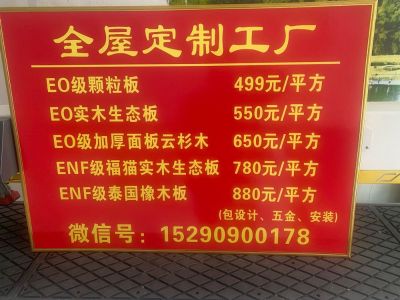 全屋定制工厂
EO级颗粒板 499元/平方
EO实木生态板 550元/平方
EO级加厚面板云杉木 650元/平方
ENF级福猫实木生态板 780元/平方
ENF级泰国橡木板 880元/平方
(包设计、五金、安装)
微信号：15290900178